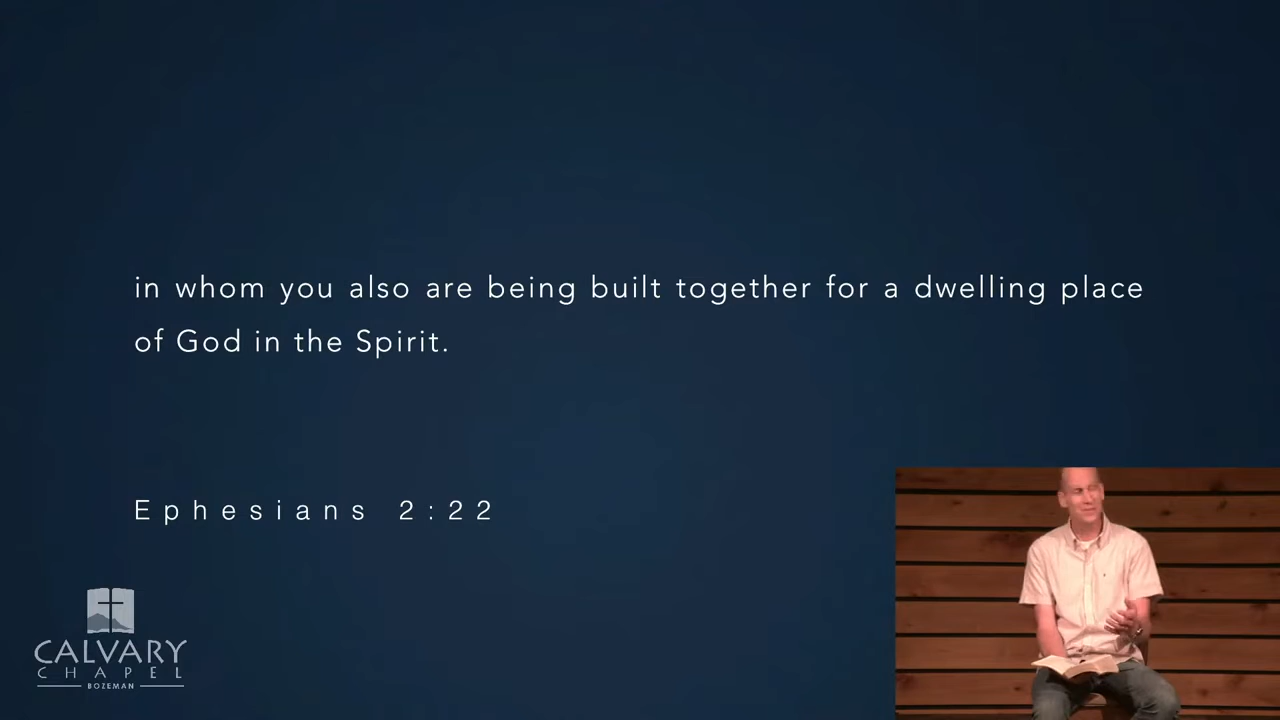 in whom you also are being built together for a dwelling place
of God in the Spirit.
Ephesians 2:22
CALVARY
CHAPEL
BOZEMAN